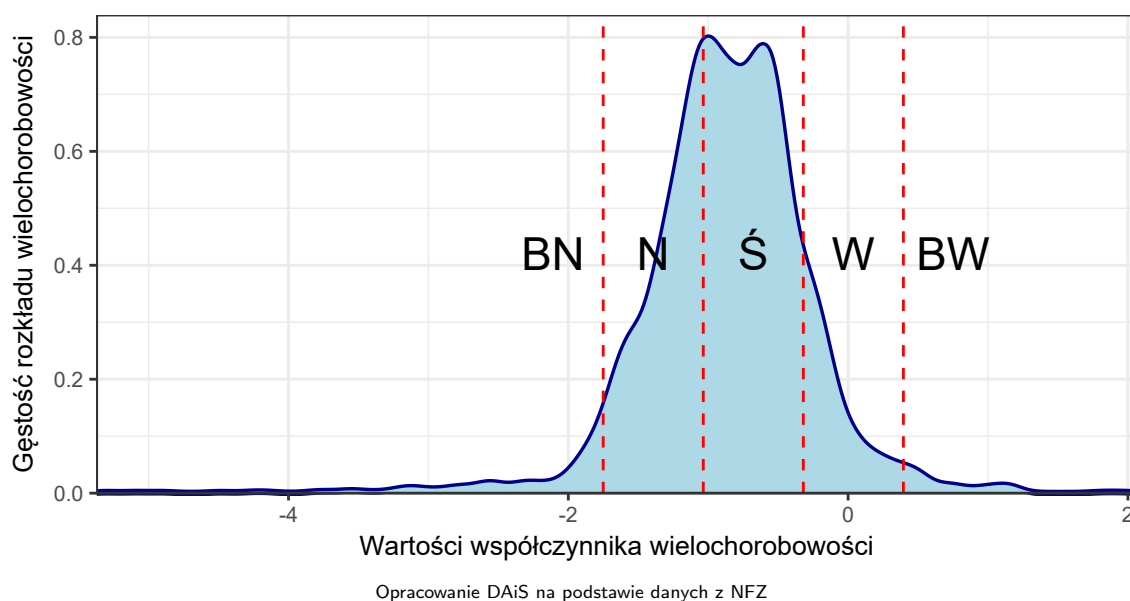 Gęstość rozkładu wielochorobowości
0.8
0.6
0.4
0.2
0.0
BN N Ś W BW
-4 -2 0 2
Wartości współczynnika wielochorobowości
Opracowanie DAiS na podstawie danych z NFZ